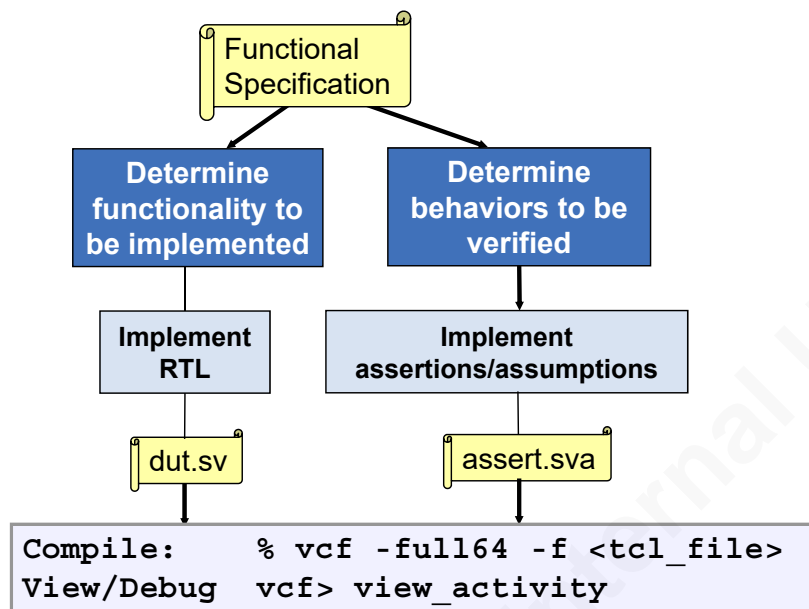 Functional
Specification
Determine
functionality to
be implemented
Determine
behaviors to be
verified
Implement
RTL
Implement
assertions/assumptions
dut.sv
assert.sva
Compile:    % vcf -full64 -f <tcl_file>
View/Debug  vcf> view_activity